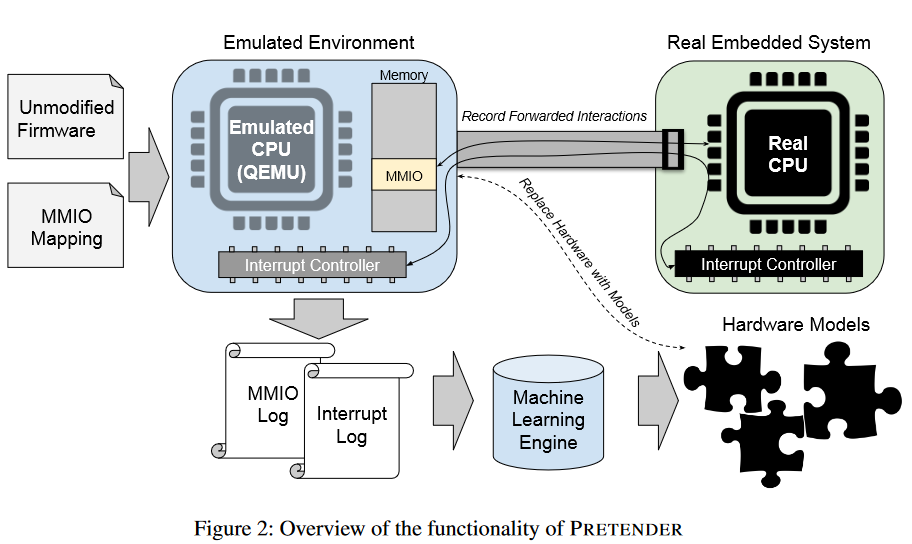 Emulated Environment
Real Embedded System
Unmodified
Firmware
MMIO
Mapping
Emulated
CPU
(QEMU)
Memory
MMIO
Interrupt Controller
Record Forwarded Interactions
Replace Hardware with Models
Real
CPU
Interrupt Controller
MMIO
Log
Interrupt
Log
Machine
Learning
Engine
Hardware Models
Figure 2: Overview of the functionality of PRETENDER